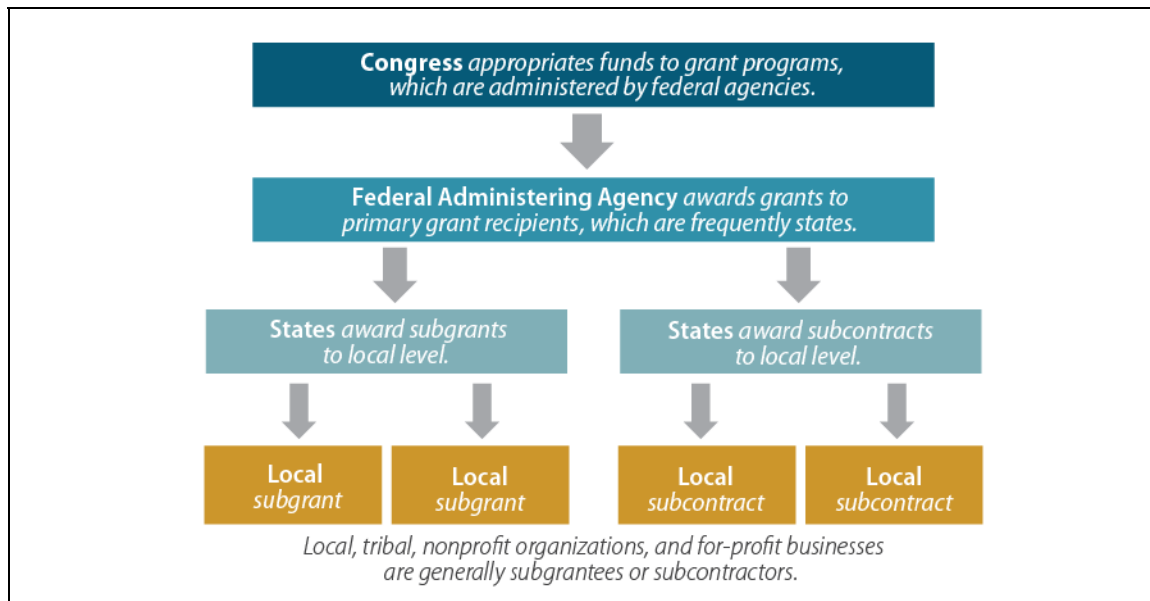 Congress appropriates funds to grant programs,
which are administered by federal agencies.
Federal Administering Agency awards grants to
primary grant recipients, which are frequently states.
States award subgrants
to local level.
States award subcontracts
to local level.
Local
subgrant
Local
subgrant
Local
subcontract
Local
subcontract
Local, tribal, nonprofit organizations, and for-profit businesses
are generally subgrantees or subcontractors.